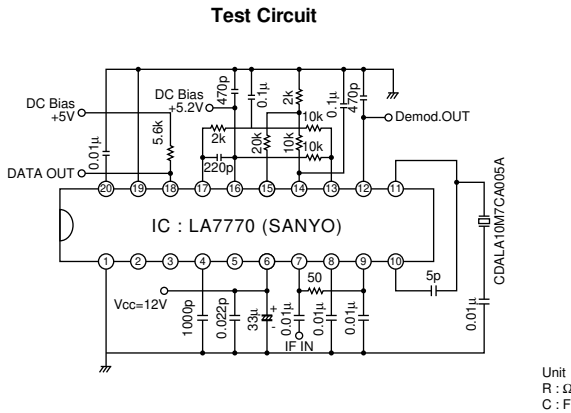 Test Circuit
DC Bias
+5V
DATA OUT
0.01μ
5.6k
DC Bias
+5.2V
470p
0.1μ
2k
220p
20k
2k
10k
10k
10k
0.1μ
470p
Demod.OUT
20 19 18 17 16 15 14 13 12 11
IC : LA7770 (SANYO)
1 2 3 4 5 6 7 8 9 10
Vcc=12V
1000p
0.022p
33μ
+
-
0.01μ
IF IN
50
0.01μ
0.01μ
5p
CDALA10M7CA005A
0.01μ
Unit
R : Ω
C : F